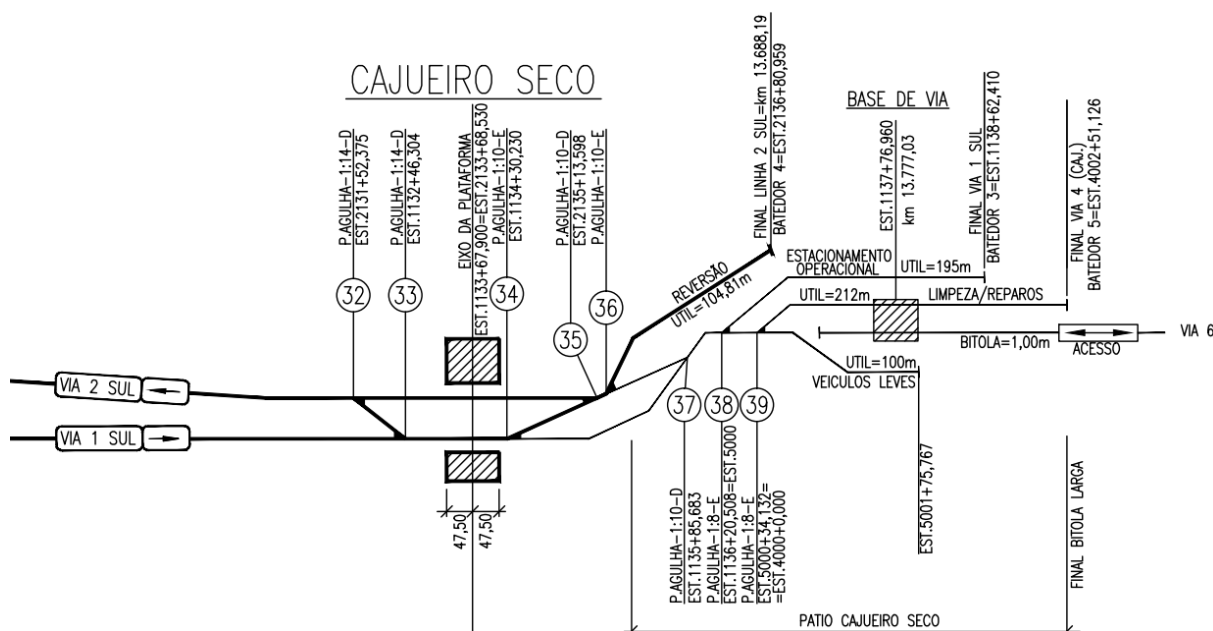 CAJUEIRO SECO
P.AGULHA-1:14-D
EST.2131+52,375
P.AGULHA-1:14-D
EST.1132+46,304
EIXO DA PLATAFORMA
EST.1133+67,900=EST.2133+68,530
P.AGULHA-1:10-E
EST.1134+30,230
P.AGULHA-1:10-D
EST.2135+13,598
P.AGULHA-1:10-E
FINAL LINHA 2 SUL=km 13.688,19
BATEDOR 4=EST.2136+80,959
BASE DE VIA
EST.1137+76,960
km 13.777,03
FINAL VIA 1 SUL
BATEDOR 3=EST.1138+62,410
FINAL VIA 4 (CAJ.)
BATEDOR 5=EST.4002+51,126
32
33
34
35
36
REVERSÃO
UTIL=104,81m
ESTACIONAMENTO
OPERACIONAL
UTIL=195m
UTIL=212m
LIMPEZA/REPAROS
BITOLA=1,00m
ACESSO
VIA 6
UTIL=100m
VEICULOS LEVES
VIA 2 SUL
VIA 1 SUL
37
38
39
47,50
47,50
P.AGULHA-1:10-D
EST.1135+85,683
P.AGULHA-1:8-E
EST.1136+20,508=EST.5000
P.AGULHA-1:8-E
EST.5000+34,132=
=EST.4000+0,000
EST.5001+75,767
FINAL BITOLA LARGA
PATIO CAJUEIRO SECO